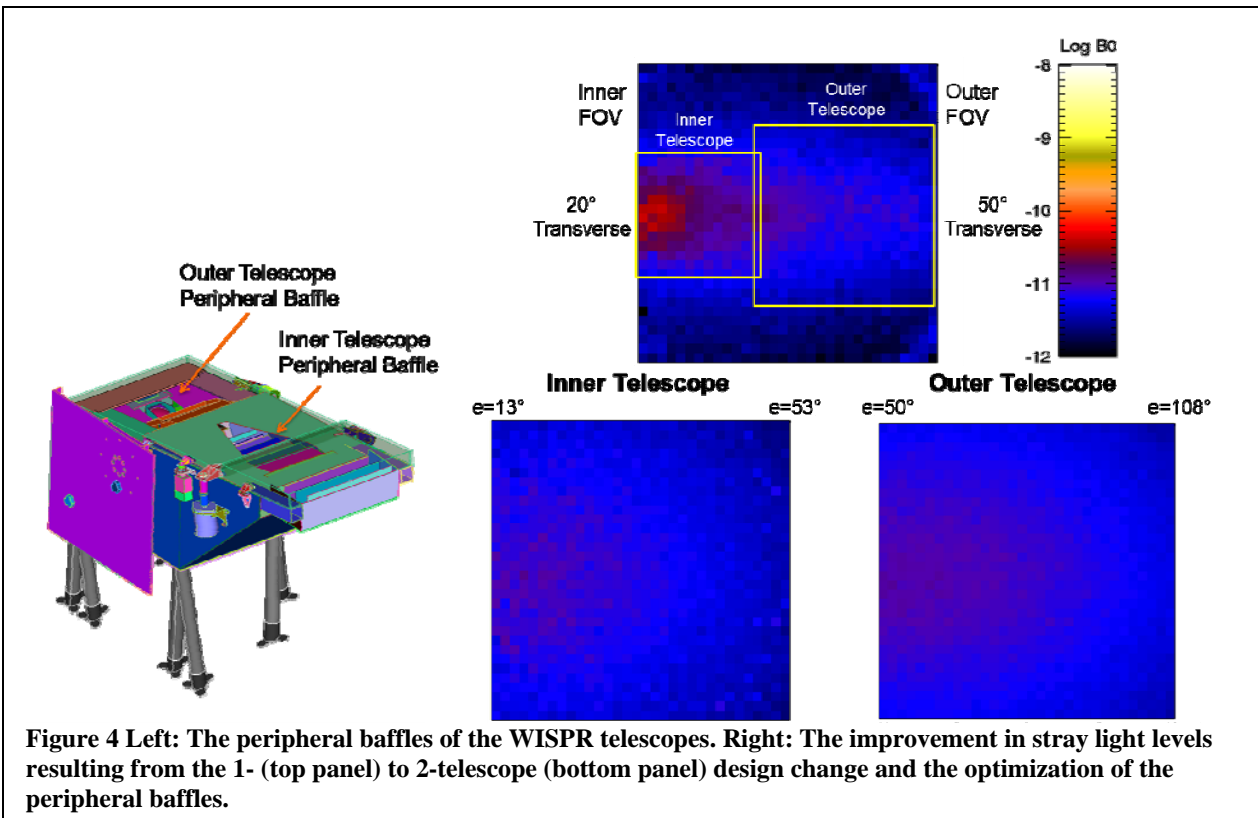 Log B0
-8
-9
-10
-11
-12
Inner
FOV
Outer
Telescope
Outer
FOV
Inner
Telescope
20°
Transverse
50°
Transverse
Outer Telescope
Peripheral Baffle
Inner Telescope
Peripheral Baffle
Inner Telescope
Outer Telescope
e=13°
e=53°
e=50°
e=108°
Figure 4 Left: The peripheral baffles of the WISPR telescopes. Right: The improvement in stray light levels
resulting from the 1- (top panel) to 2-telescope (bottom panel) design change and the optimization of the
peripheral baffles.